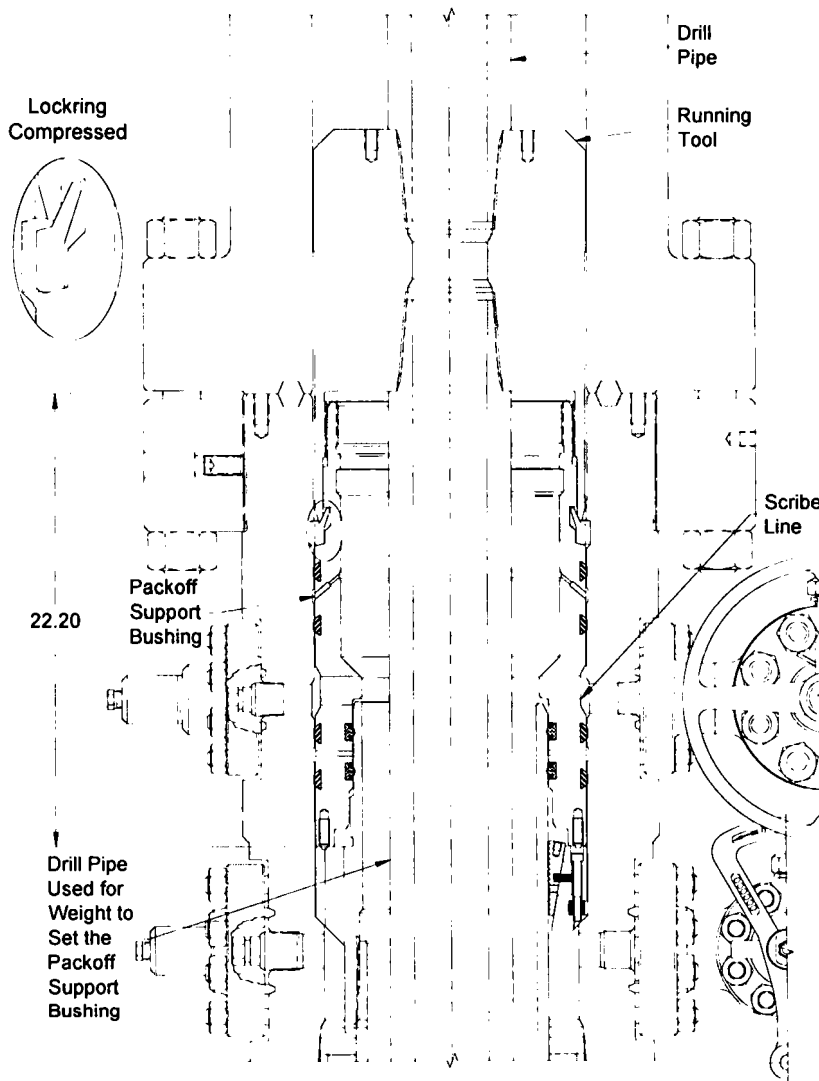 Drill
Pipe
Lockring
Compressed
Running
Tool
Scribe
Line
Packoff
Support
Bushing
22.20
Drill Pipe
Used for
Weight to
Set the
Packoff
Support
Bushing